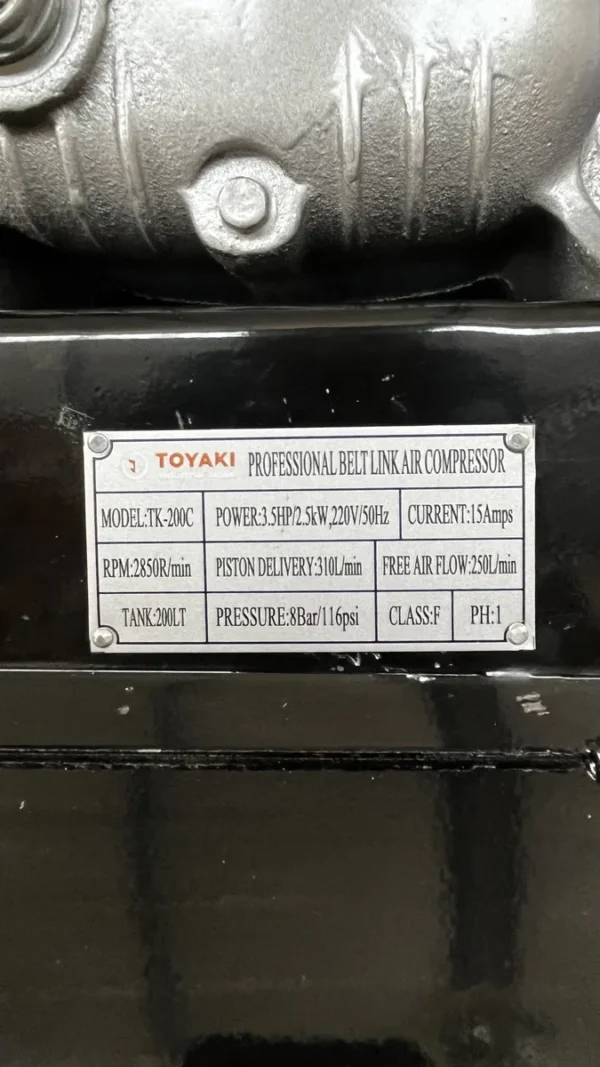 TOYAKI PROFESSIONAL BELT LINK AIR COMPRESSOR
MODEL:TK-200C POWER:3.5HP/2.5kW,220V/50Hz CURRENT:15Amps
RPM:2850R/min PISTON DELIVERY:310L/min FREE AIR FLOW:250L/min
TANK:200LT PRESSURE:8Bar/116psi CLASS:F PH:1